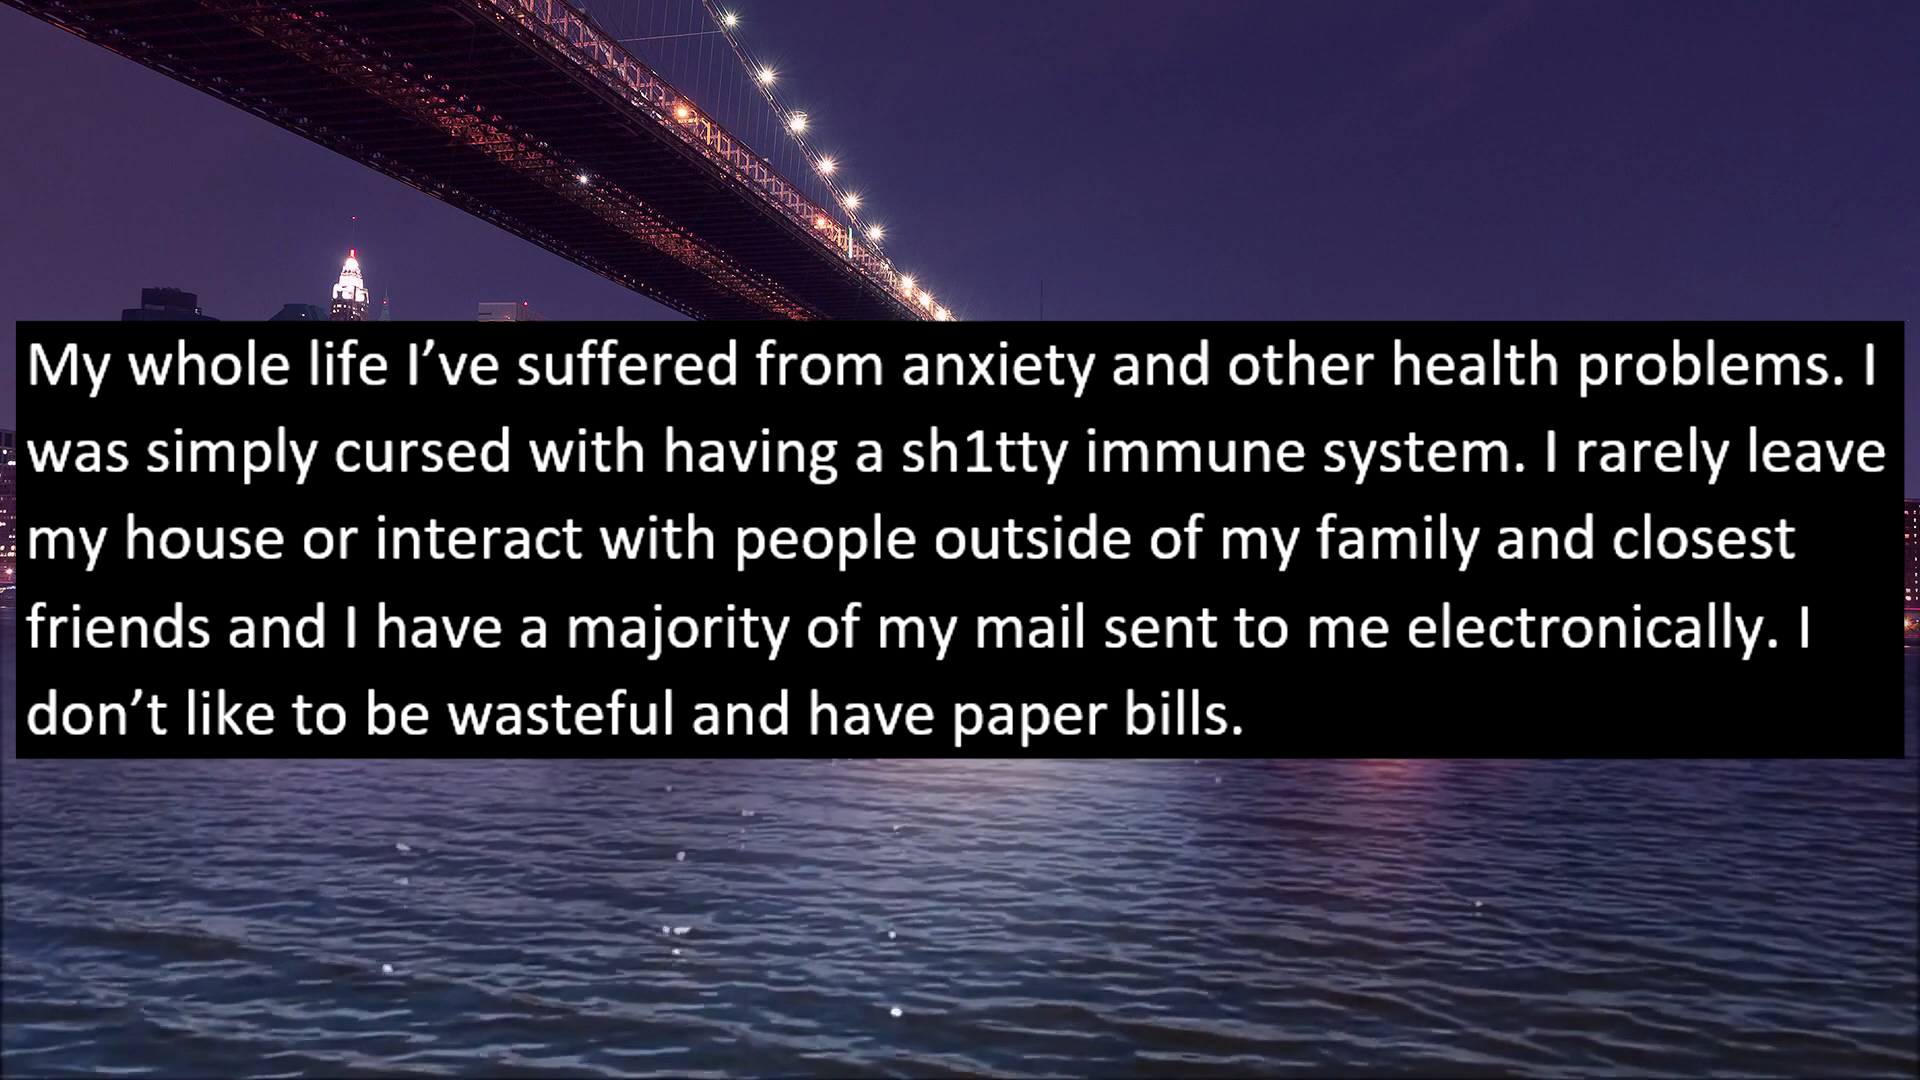 My whole life I’ve suffered from anxiety and other health problems. I
was simply cursed with having a sh1tty immune system. I rarely leave
my house or interact with people outside of my family and closest
friends and I have a majority of my mail sent to me electronically. I
don’t like to be wasteful and have paper bills.